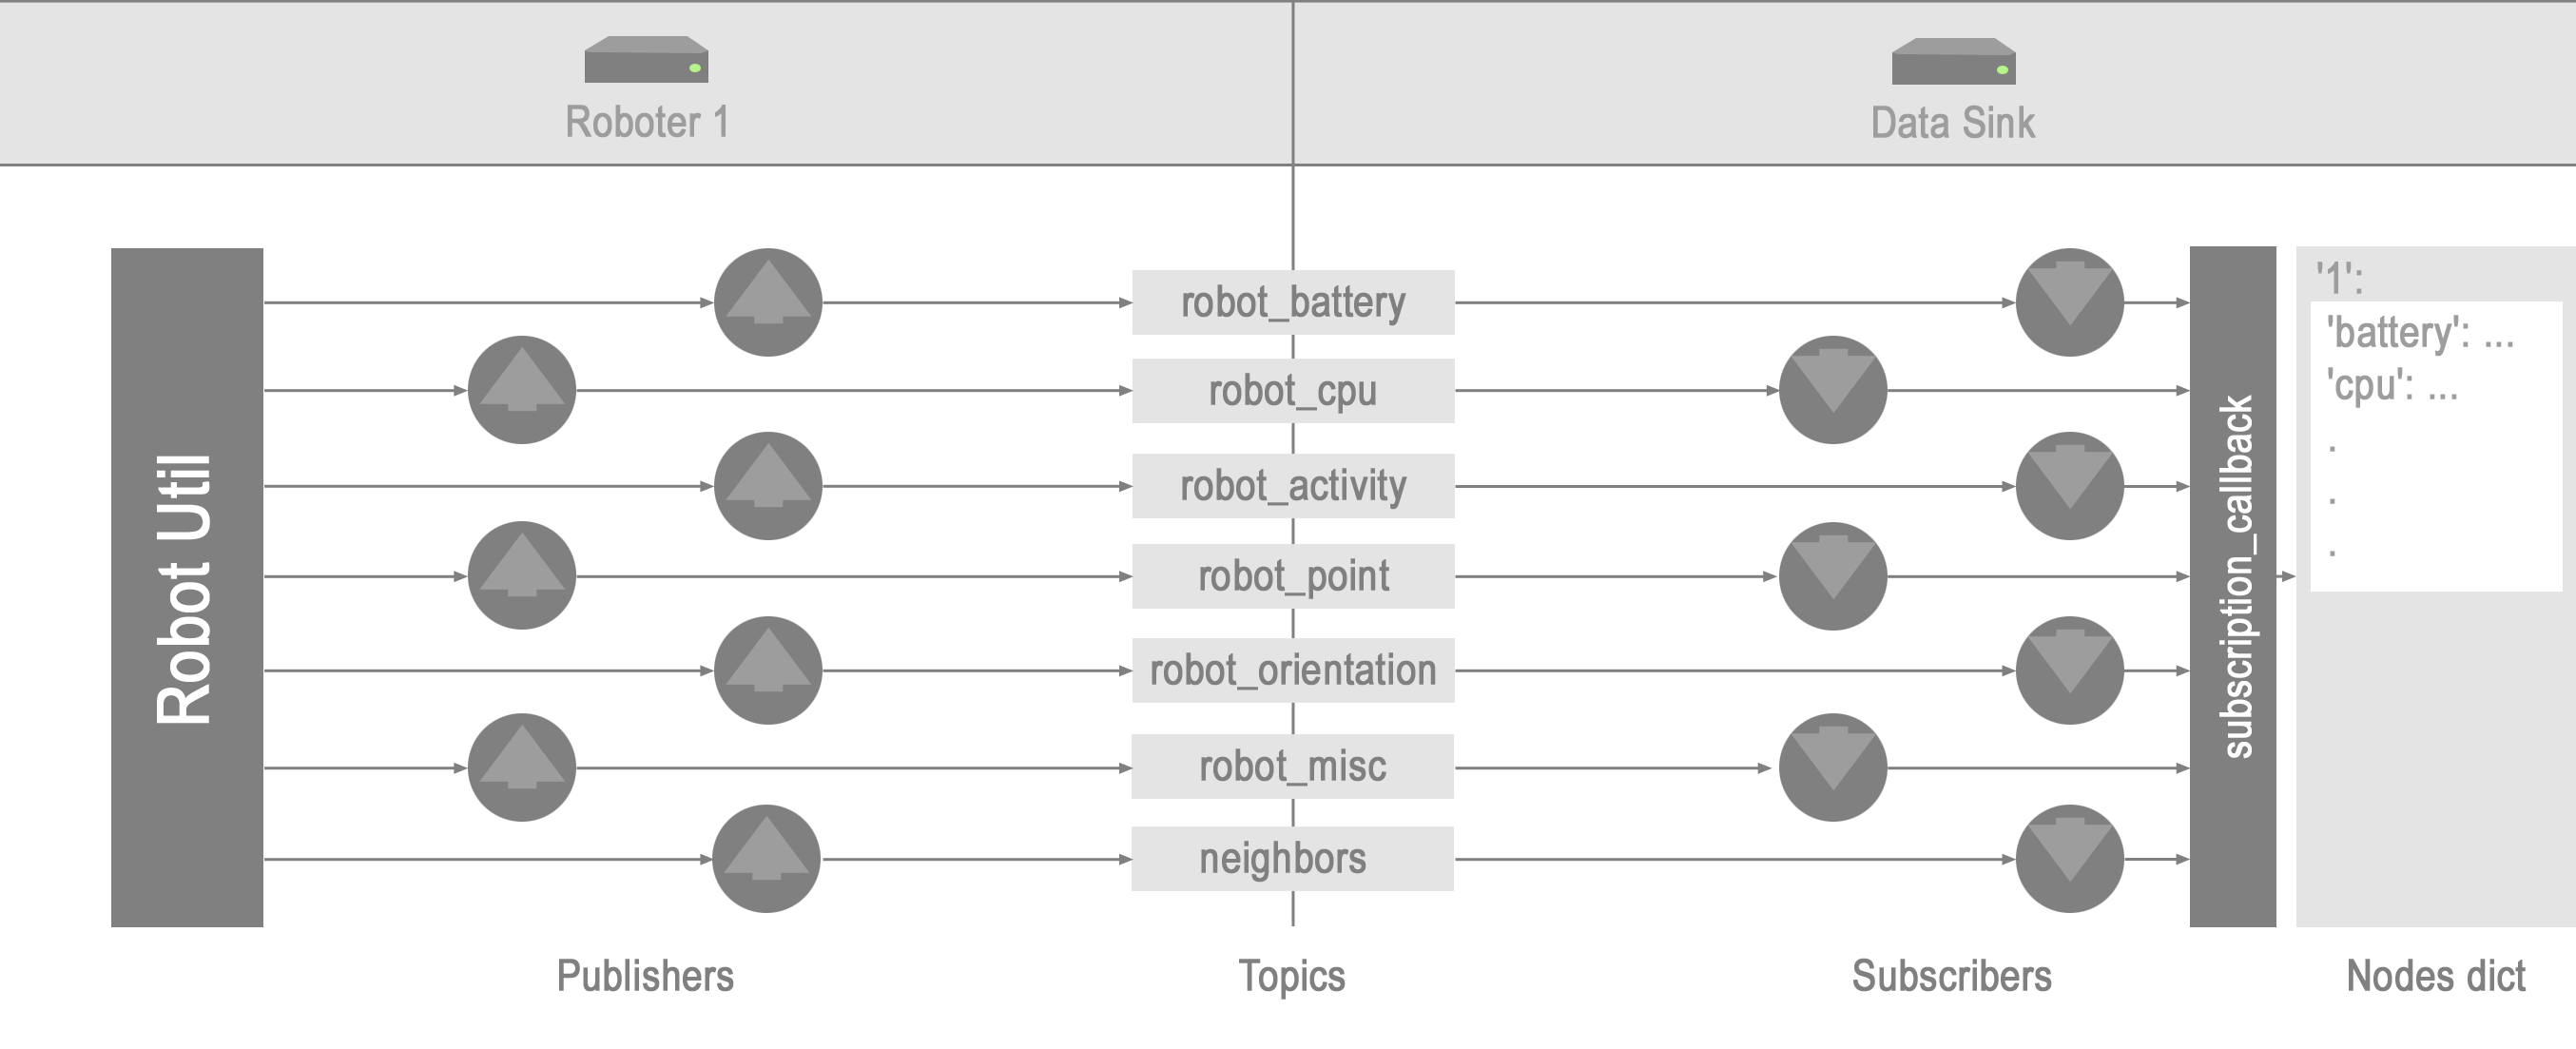 Roboter 1
Data Sink
Robot Util
robot_battery
robot_cpu
robot_activity
robot_point
robot_orientation
robot_misc
neighbors
subscription_callback
'1':
'battery': ...
'cpu': ...
.
.
.
Publishers
Topics
Subscribers
Nodes dict